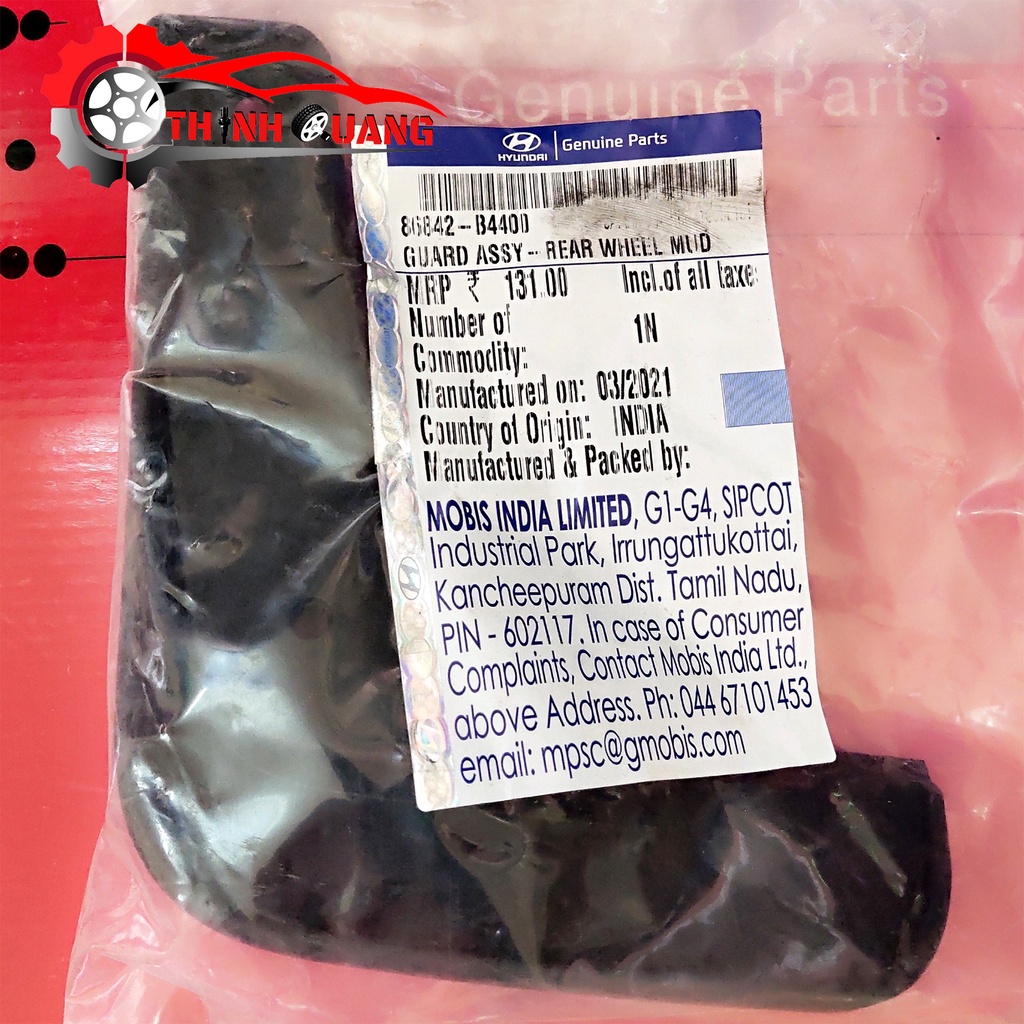 Genuine Parts
THỊNH QUANG
HYUNDAI Genuine Parts
86842-B4400
GUARD ASSY-REAR WHEEL MUD
MRP ₹ 131.00 Incl.of all taxes
Number of 1N
Commodity:
Manufactured on: 03/2021
Country of Origin: INDIA
Manufactured & Packed by:
MOBIS INDIA LIMITED, G1-G4, SIPCOT
Industrial Park, Irrungattukottai,
Kancheepuram Dist. Tamil Nadu,
PIN - 602117. In case of Consumer
Complaints, Contact Mobis India Ltd.,
above Address. Ph: 044 67101453
email: mpsc@gmobis.com